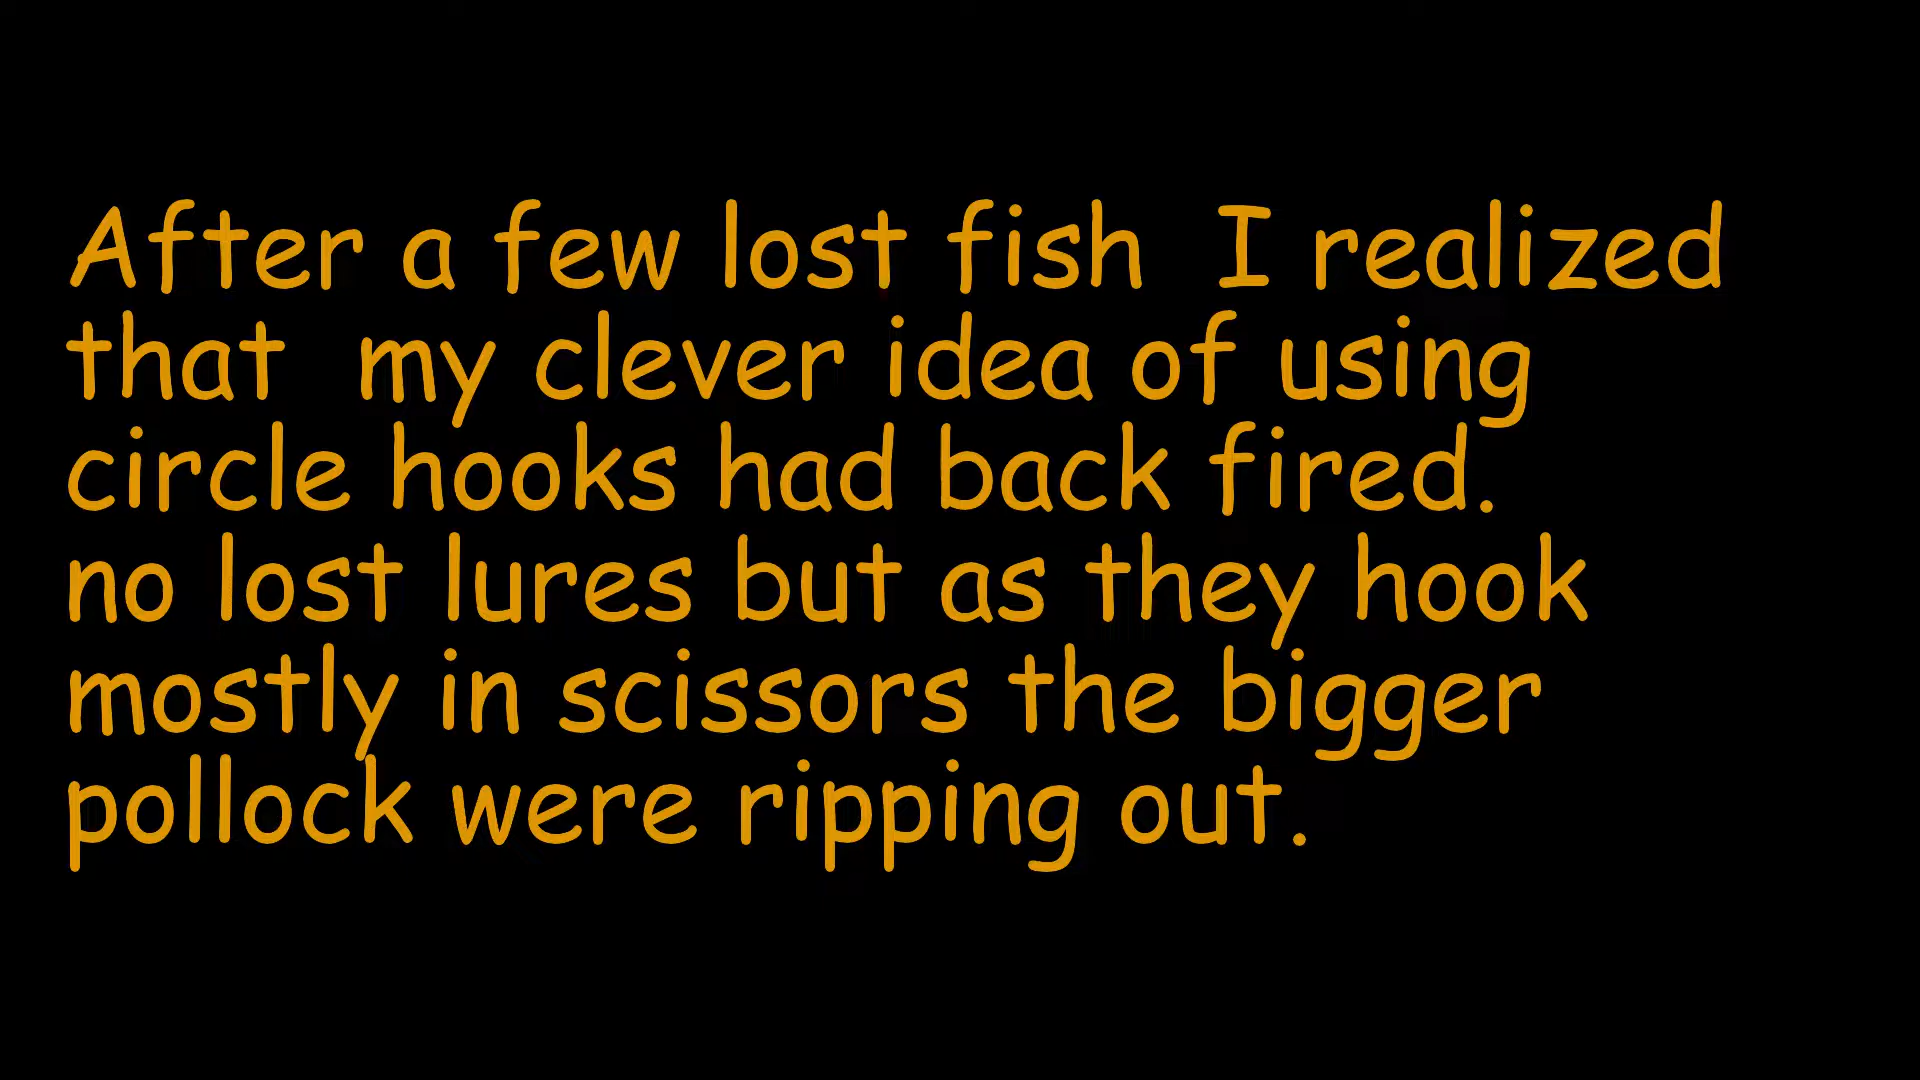 After a few lost fish  I realized
that  my clever idea of using
circle hooks had back fired.
no lost lures but as they hook
mostly in scissors the bigger
pollock were ripping out.